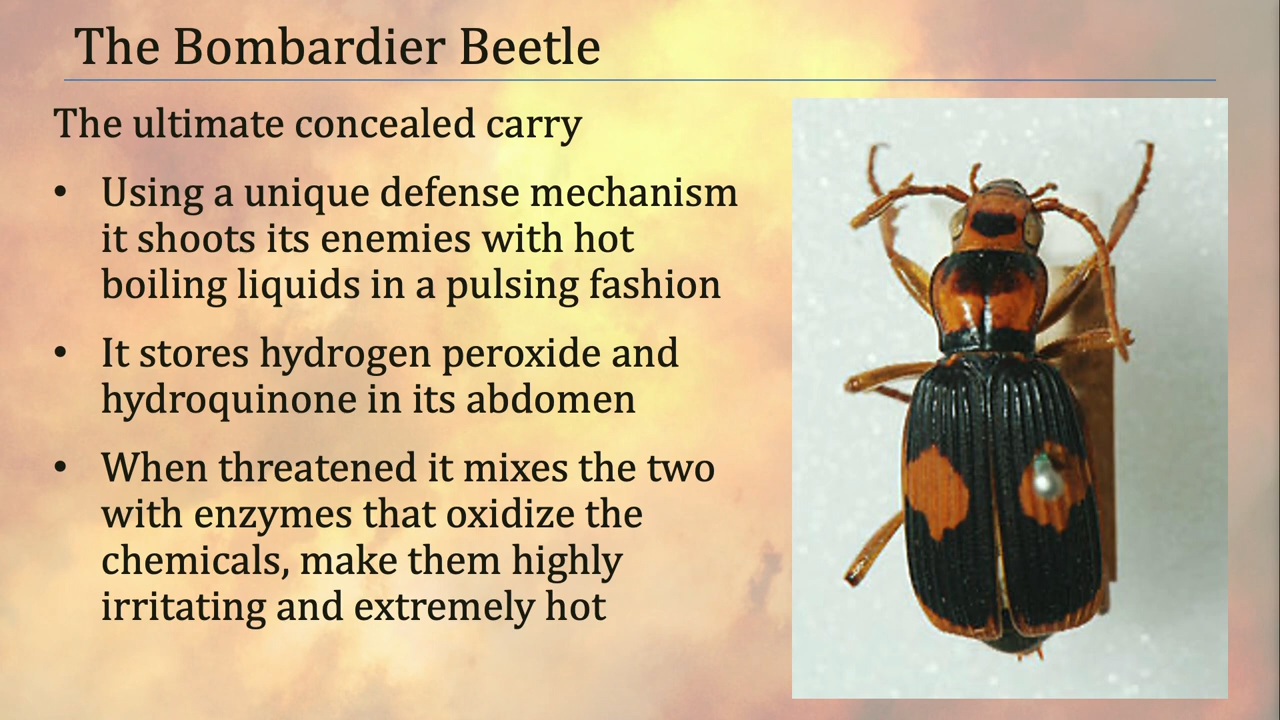 The Bombardier Beetle
The ultimate concealed carry
• Using a unique defense mechanism
it shoots its enemies with hot
boiling liquids in a pulsing fashion
• It stores hydrogen peroxide and
hydroquinone in its abdomen
• When threatened it mixes the two
with enzymes that oxidize the
chemicals, make them highly
irritating and extremely hot